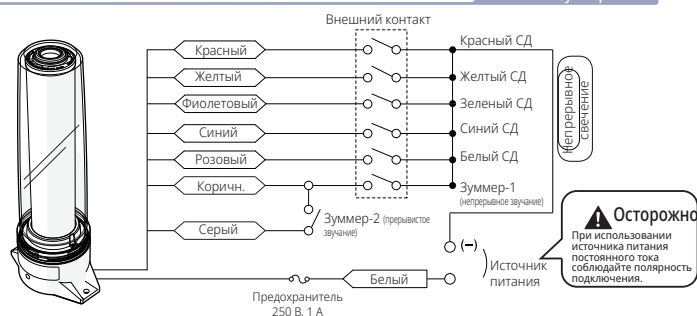 Внешний контакт
Красный
Красный СД
Желтый
Желтый СД
Фиолетовый
Зеленый СД
Синий
Синий СД
Розовый
Белый СД
Коричн.
Зуммер-1
(непрерывное звучание)
Серый
Зуммер-2 (прерывистое
звучание)
Непрерывное
свечение
(–)
Источник
питания
Белый
Предохранитель
250 В, 1 А
Осторожно
При использовании
источника питания
постоянного тока
соблюдайте полярность
подключения.